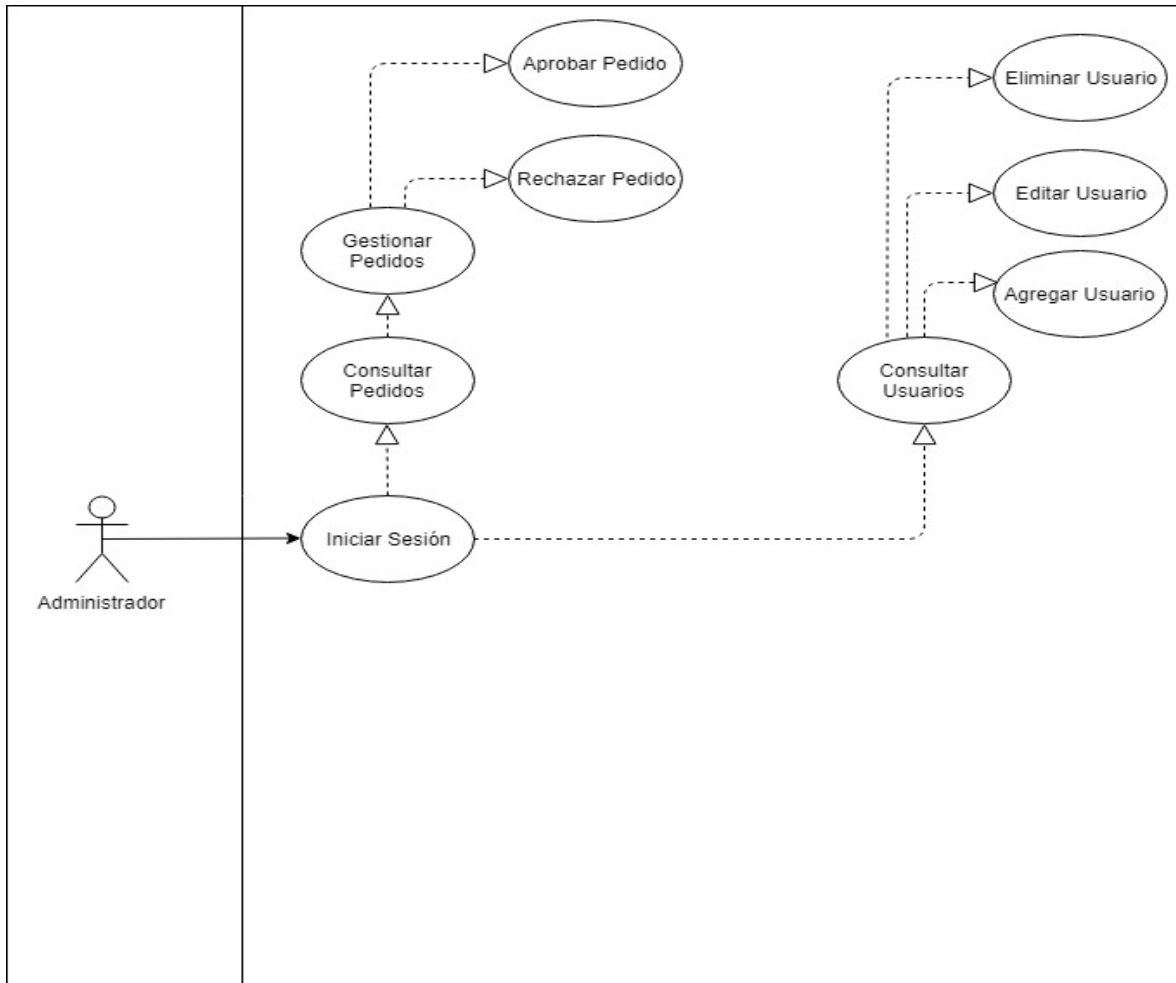 Aprobar Pedido
Eliminar Usuario
Rechazar Pedido
Editar Usuario
Gestionar
Pedidos
Agregar Usuario
Consultar
Pedidos
Consultar
Usuarios
Iniciar Sesión
Administrador